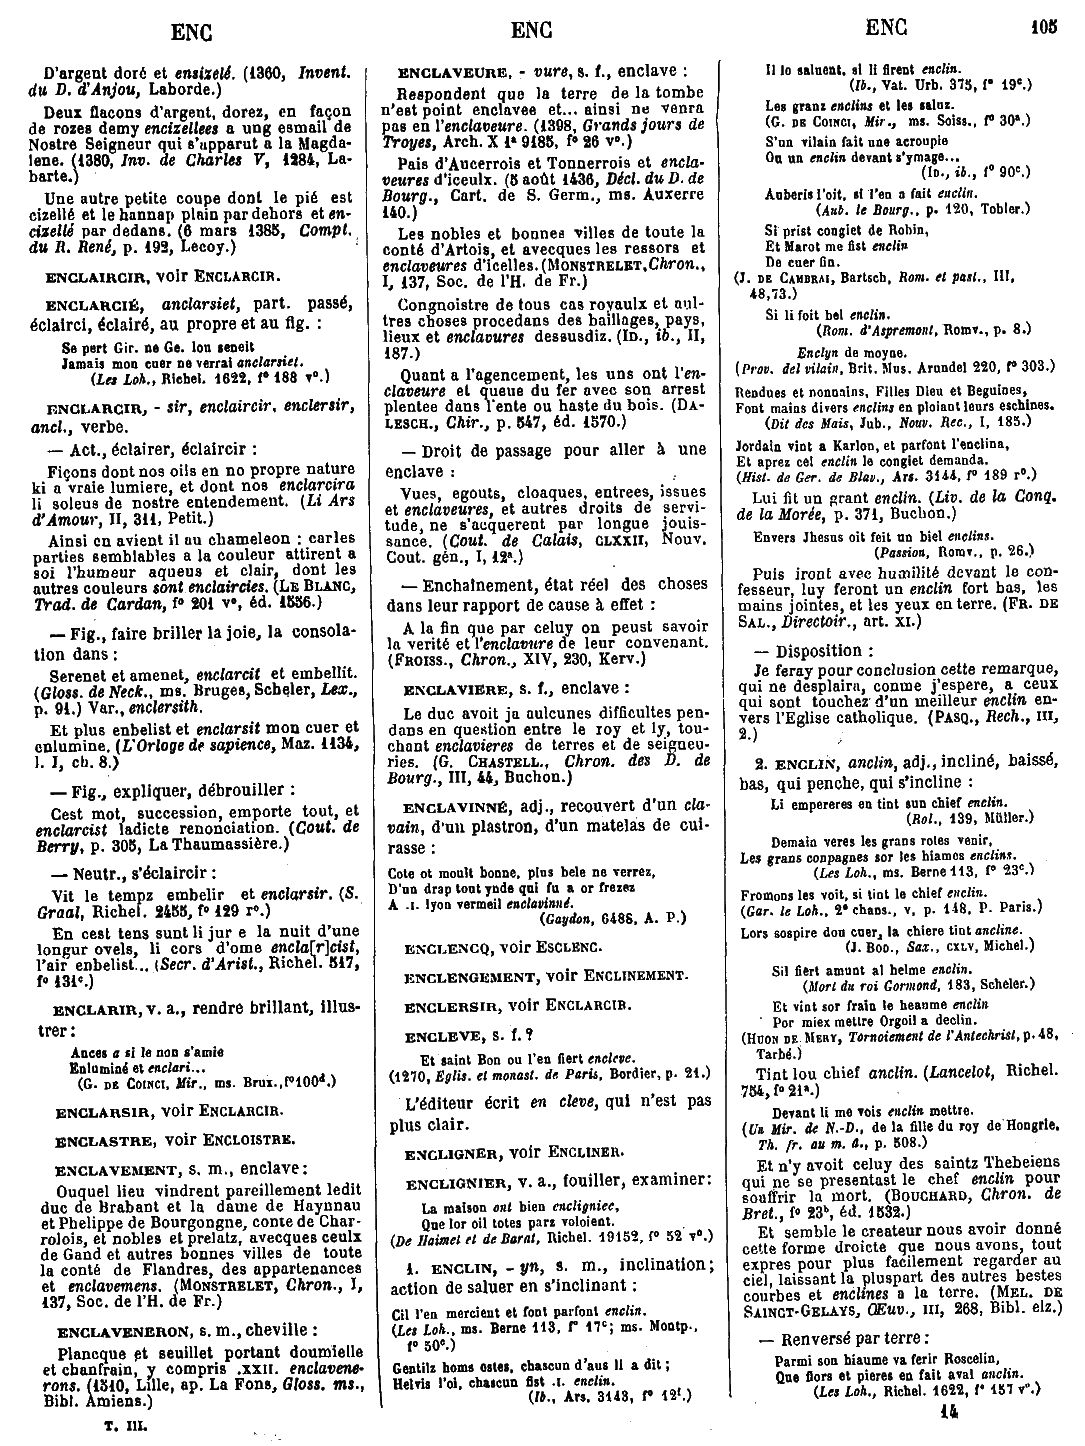 ENC
ENC
ENC
105
D'argent doré et ensizelé. (1360, Invent.
du D. d'Anjou, Laborde.)
Deux flacons d'argent, dorez, en façon
de rozes demy encizellees a ung esmail de
Nostre Seigneur qui s'apparut a la Magda-
lene. (1380, Inv. de Charles V, 1284, La-
barte.)
Une autre petite coupe dont le pié est
cizellé et le hannap plain par dehors et en-
cizellé par dedans. (6 mars 1385, Compt.
du R. René, p. 192, Lecoy.)
ENCLAIRCIR, voir ENCLARCIR.
ENCLARCIÉ, anclarsiet, part. passé,
éclairci, éclairé, au propre et au fig. :
Se pert Gir. ne Ge. lou seneit
Jamais mon cuer ne verrai anclarsiet.
(Les Loh., Richel. 1622, f° 188 v°.)
ENCLARCIR, - sir, enclaircir, enclersir,
ancl., verbe.
— Act., éclairer, éclaircir :
Fiçons dont nos oils en no propre nature
ki a vraie lumiere, et dont nos enclarcira
li soleus de nostre entendement. (Li Ars
d'Amour, II, 311, Petit.)
Ainsi en avient il au chameleon : carles
parties semblables a la couleur attirent a
soi l'humeur aqueus et clair, dont les
autres couleurs sont enclaircies. (LE BLANC,
Trad. de Cardan, f° 201 v°, éd. 1556.)
— Fig., faire briller la joie, la consola-
tion dans :
Serenet et amenet, enclarcit et embellit.
(Gloss. de Neck., ms. Bruges, Scheler, Lex.,
p. 91.) Var., enclersith.
Et plus enbelist et enclarsit mon cuer et
enlumine. (L'Orloge de sapience, Maz. 1134,
l. I, ch. 8.)
— Fig., expliquer, débrouiller :
Cest mot, succession, emporte tout, et
enclarcist ladicte renonciation. (Cout. de
Berry, p. 305, La Thaumassière.)
— Neutr., s'éclaircir :
Vit le tempz embelir et enclarsir. (S.
Graal, Richel. 2455, f° 129 r°.)
En cest tens sunt li jur e la nuit d'une
longur ovels, li cors d'ome encla[r]cist,
l'air enbelist... (Secr. d'Arist., Richel. 517,
f° 131c.)
ENCLARIR, v. a., rendre brillant, illus-
trer :
Ances a si le non s'amie
Enluminé et enclari...
(G. DE COINCI, Mir., ms. Brux., f°100d.)
ENCLARSIR, voir ENCLARCIR.
ENCLASTRE, voir ENCLOISTRE.
ENCLAVEMENT, s. m., enclave :
Ouquel lieu vindrent pareillement ledit
duc de Brabant et la dame de Haynnau
et Phelippe de Bourgongne, conte de Char-
rolois, et nobles et prelatz, avecques ceulx
de Gand et autres bonnes villes de toute
la conté de Flandres, des appartenances
et enclavemens. (MONSTRELET, Chron., I,
137, Soc. de l'H. de Fr.)
ENCLAVENERON, s. m., cheville :
Plancque et seuillet portant doumielle
et chanfrain, y compris .XXII. enclavene-
rons. (1510, Lille, ap. La Fons, Gloss. ms.,
Bibl. Amiens.)
T. III.
ENCLAVEURE, - vure, s. f., enclave :
Respondent que la terre de la tombe
n'est point enclavee et... ainsi ne venra
pas en l'enclaveure. (1398, Grands jours de
Troyes, Arch. X 1a 9185, f° 26 v°.)
Païs d'Aucerrois et Tonnerrois et encla-
veures d'iceulx. (5 août 1436, Décl. du D. de
Bourg., Cart. de S. Germ., ms. Auxerre
140.)
Les nobles et bonnes villes de toute la
conté d'Artois, et avecques les ressors et
enclaveures d'icelles. (MONSTRELET, Chron.,
I, 137, Soc. de l'H. de Fr.)
Congnoistre de tous cas royaulx et aul-
tres choses procedans des baillages, pays,
lieux et enclavures dessusdiz. (ID., ib., II,
187.)
Quant a l'agencement, les uns ont l'en-
claveure et queue du fer avec son arrest
plentee dans l'ente ou haste du bois. (DA-
LESCH., Chir., p. 547, éd. 1570.)
— Droit de passage pour aller à une
enclave :
Vues, egouts, cloaques, entrees, issues
et enclaveures, et autres droits de servi-
tude, ne s'acquerent par longue jouis-
sance. (Cout. de Calais, CLXXII, Nouv.
Cout. gén., I, 12a.)
— Enchaînement, état réel des choses
dans leur rapport de cause à effet :
A la fin que par celuy on peust savoir
la verité et l'enclavure de leur convenant.
(FROISS., Chron., XIV, 230, Kerv.)
ENCLAVIERE, s. f., enclave :
Le duc avoit ja aulcunes difficultes pen-
dans en question entre le roy et ly, tou-
chant enclavieres de terres et de seigneu-
ries. (G. CHASTELL., Chron. des D. de
Bourg., III, 44, Buchon.)
ENCLAVINNÉ, adj., recouvert d'un cla-
vain, d'un plastron, d'un matelas de cui-
rasse :
Cote ot moult bonne, plus bele ne verrez,
D'un drap tout ynde qui fu a or frezez
A .I. lyon vermeil enclavinné.
(Gaydon, 6486, A. P.)
ENCLENCQ, voir ESCLENC.
ENCLENGEMENT, voir ENCLINEMENT.
ENCLERSIR, voir ENCLARCIR.
ENCLEVE, s. f. ?
Et saint Bon ou l'en fiert encleve.
(1270, Eglis. et monast. de Paris, Bordier, p. 21.)
L'éditeur écrit en cleve, qui n'est pas
plus clair.
ENCLIGNER, voir ENCLINER.
ENCLIGNIER, v. a., fouiller, examiner:
La maison ont bien encligniee,
Que lor oil totes parz voloient.
(De Haimet et de Barat, Richel. 19152, f° 52 v°.)
1. ENCLIN, - yn, s. m., inclination;
action de saluer en s'inclinant :
Cil l'en mercient et font parfont enclin.
(Les Loh., ms. Berne 113, f° 17c; ms. Montp.,
f° 50c.)
Gentilz homs ostes, chascun d'aus li a dit ;
Helvis l'oi, chascun fist .I. enclin.
(Ib., Ars. 3143, f° 12f.)
Il lo saluent, si li firent enclin.
(Ib., Vat. Urb. 375, f° 19c.)
Les granz enclins et les saluz.
(G. DE COINCI, Mir., ms. Soiss., f° 30a.)
S'un vilain fait une acroupie
Ou un enclin devant s'ymage...
(ID., ib., f° 90c.)
Auberis l'oit, si l'en a fait enclin.
(Aub. le Bourg., p. 120, Tobler.)
Si prist congiet de Robin,
Et Marot me fist enclin
De cuer fin.
(J. DE CAMBRAI, Bartsch, Rom. et past., III,
48,73.)
Si li foit bel enclin.
(Rom. d'Aspremont, Romv., p. 8.)
Enclyn de moyne.
(Prov. del vilain, Brit. Mus. Arundel 220, f° 303.)
Rendues et nonnains, Filles Dieu et Beguines,
Font mains divers enclins en ploiant leurs eschines.
(Dit des Mais, Jub., Nouv. Rec., I, 185.)
Jordain vint a Karlon, et parfont l'enclina,
Et aprez cel enclin le congiet demanda.
(Hist. de Ger. de Blav., Ars. 3144, f° 189 r°.)
Lui fit un grant enclin. (Liv. de la Conq.
de la Morée, p. 371, Buchon.)
Envers Jhesus oit feit un biel enclins.
(Passion, Romv., p. 26.)
Puis iront avec humilité devant le con-
fesseur, luy feront un enclin fort bas, les
mains jointes, et les yeux en terre. (FR. DE
SAL., Directoir., art. XI.)
— Disposition :
Je feray pour conclusion cette remarque,
qui ne desplaira, comme j'espere, a ceux
qui sont touchez d'un meilleur enclin en-
vers l'Eglise catholique. (PASQ., Rech., III,
2.)
2. ENCLIN, anclin, adj., incliné, baissé,
bas, qui penche, qui s'incline :
Li empereres en tint sun chief enclin.
(Rol., 139, Müller.)
Demain veres les grans rotes venir,
Les grans conpagnes sor les hiames enclins.
(Les Loh., ms. Berne 113, f° 23c.)
Fromons les voit, si tint le chief enclin.
(Gar. le Loh., 2e chans., v, p. 148, P. Paris.)
Lors sospire dou cuer, la chiere tint ancline.
(J. BOD., Sax., CXLV, Michel.)
Sil fiert amunt al helme enclin.
(Mort du roi Gormond, 183, Scheler.)
Et vint sor frain le heanme enclin
Por miex mettre Orgoil a declin.
(HUON DE MERY, Tornoiement de l'Antechrist, p. 48,
Tarbé.)
Tint lou chief anclin. (Lancelot, Richel.
754, f° 21a.)
Devant li me vois enclin mettre.
(Un Mir. de N.-D., de la fille du roy de Hongrie,
Th. fr. au m. â., p. 508.)
Et n'y avoit celuy des saintz Thebeiens
qui ne se presentast le chef enclin pour
souffrir la mort. (BOUCHARD, Chron. de
Bret., f° 23b, éd. 1532.)
Et semble le createur nous avoir donné
cette forme droicte que nous avons, tout
expres pour plus facilement regarder au
ciel, laissant la pluspart des autres bestes
courbes et enclines a la terre. (MEL. DE
SAINCT-GELAYS, Œuv., III, 268, Bibl. elz.)
— Renversé par terre :
Parmi son hiaume va ferir Roscelin,
Que flors et pieres en fait aval anclin.
(Les Loh., Richel. 1622, f° 157 v°.)
14